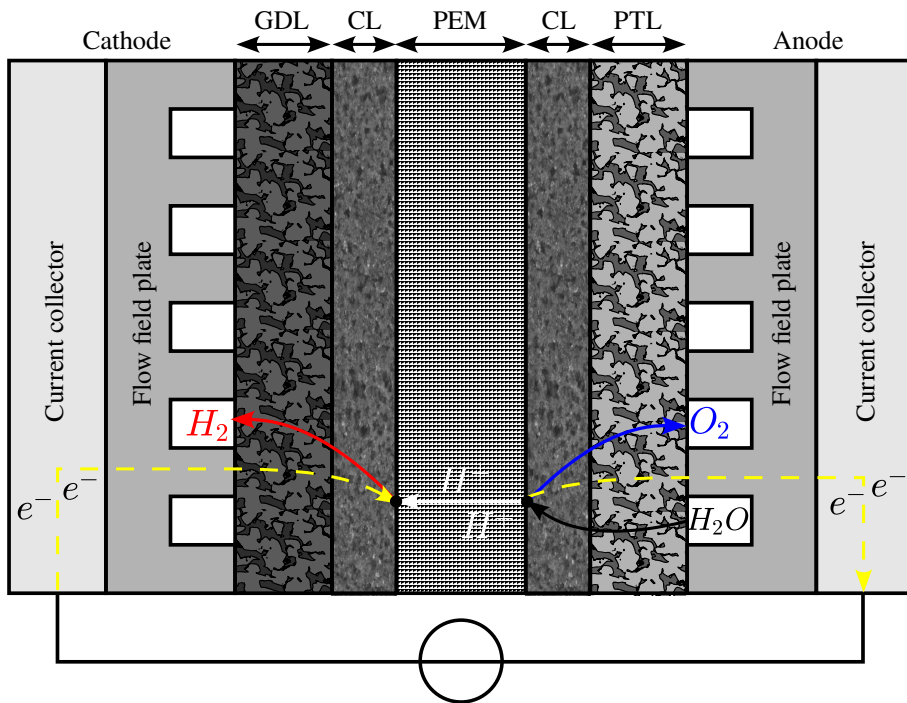 GDL CL PEM CL PTL
Cathode
Anode
Current collector
Flow field plate
Flow field plate
Current collector
H₂
O₂
e⁻
e⁻
e⁻
e⁻
H₂O